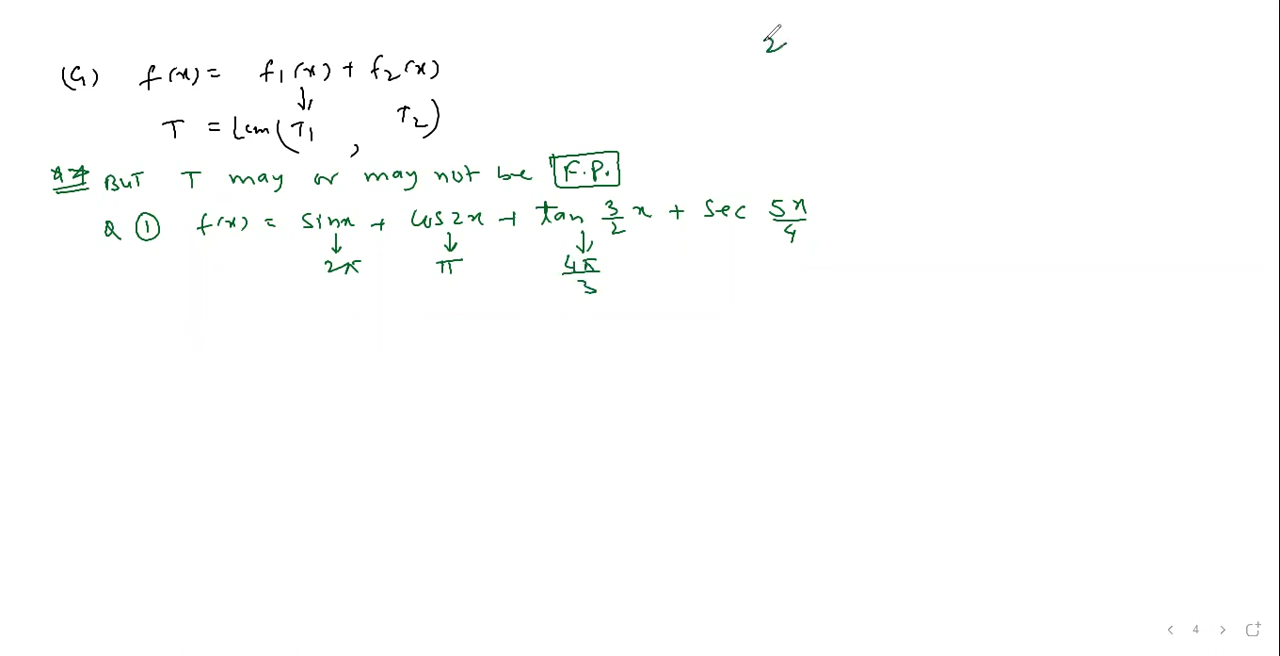 2
(G) f(x) = f₁(x) + f₂(x)
↓
T = Lcm(T₁ , T₂)
** But T may or may not be F.P.
Q ① f(x) = sinx + cos2x + tan 3/2 x + sec 5x/4
↓ ↓ ↓
2π π 4π/3
< 4 >